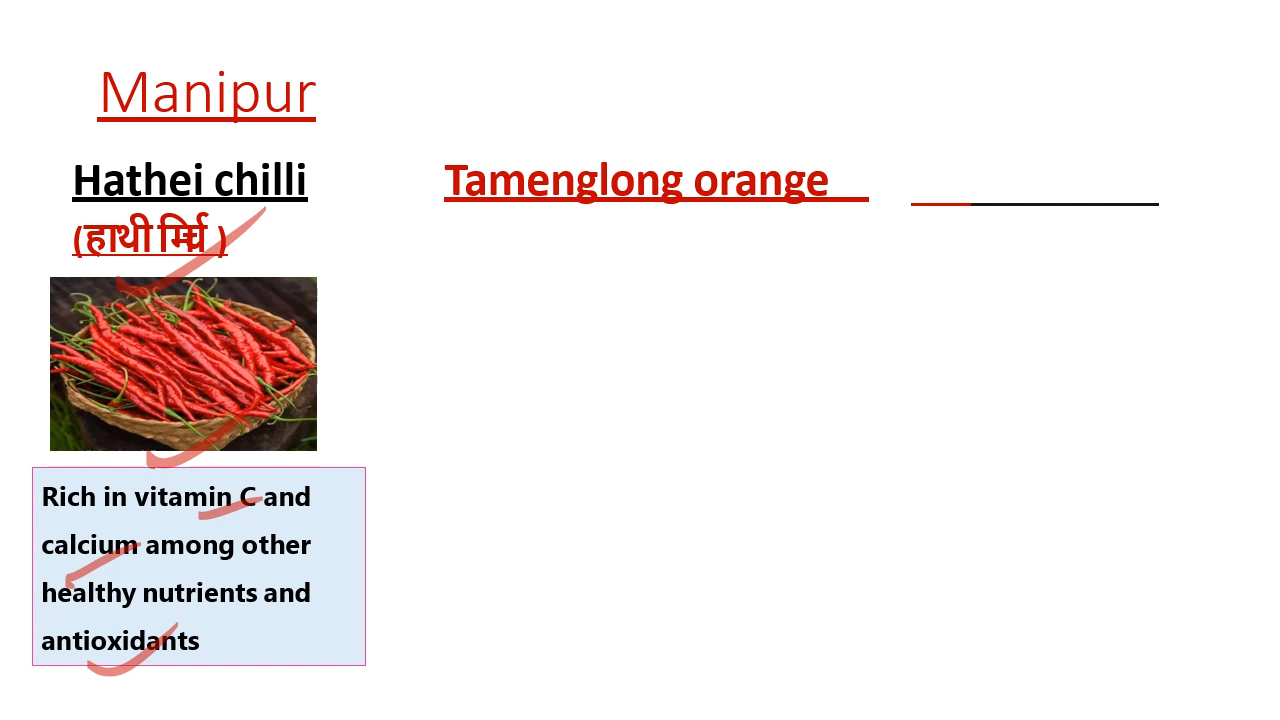 Manipur
Hathei chilli
(हाथी मिर्च )
Tamenglong orange
Rich in vitamin C and
calcium among other
healthy nutrients and
antioxidants